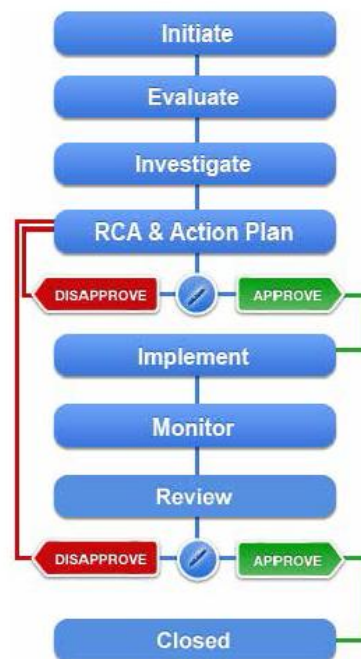 Initiate
Evaluate
Investigate
RCA & Action Plan
DISAPPROVE APPROVE
Implement
Monitor
Review
DISAPPROVE APPROVE
Closed